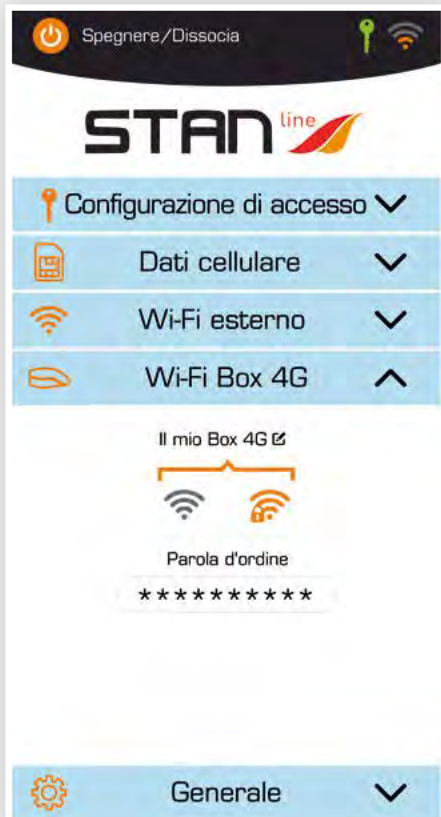 Spegnere/Dissocia
STAN line
Configurazione di accesso
Dati cellulare
Wi-Fi esterno
Wi-Fi Box 4G
Il mio Box 4G
Parola d'ordine
**********
Generale